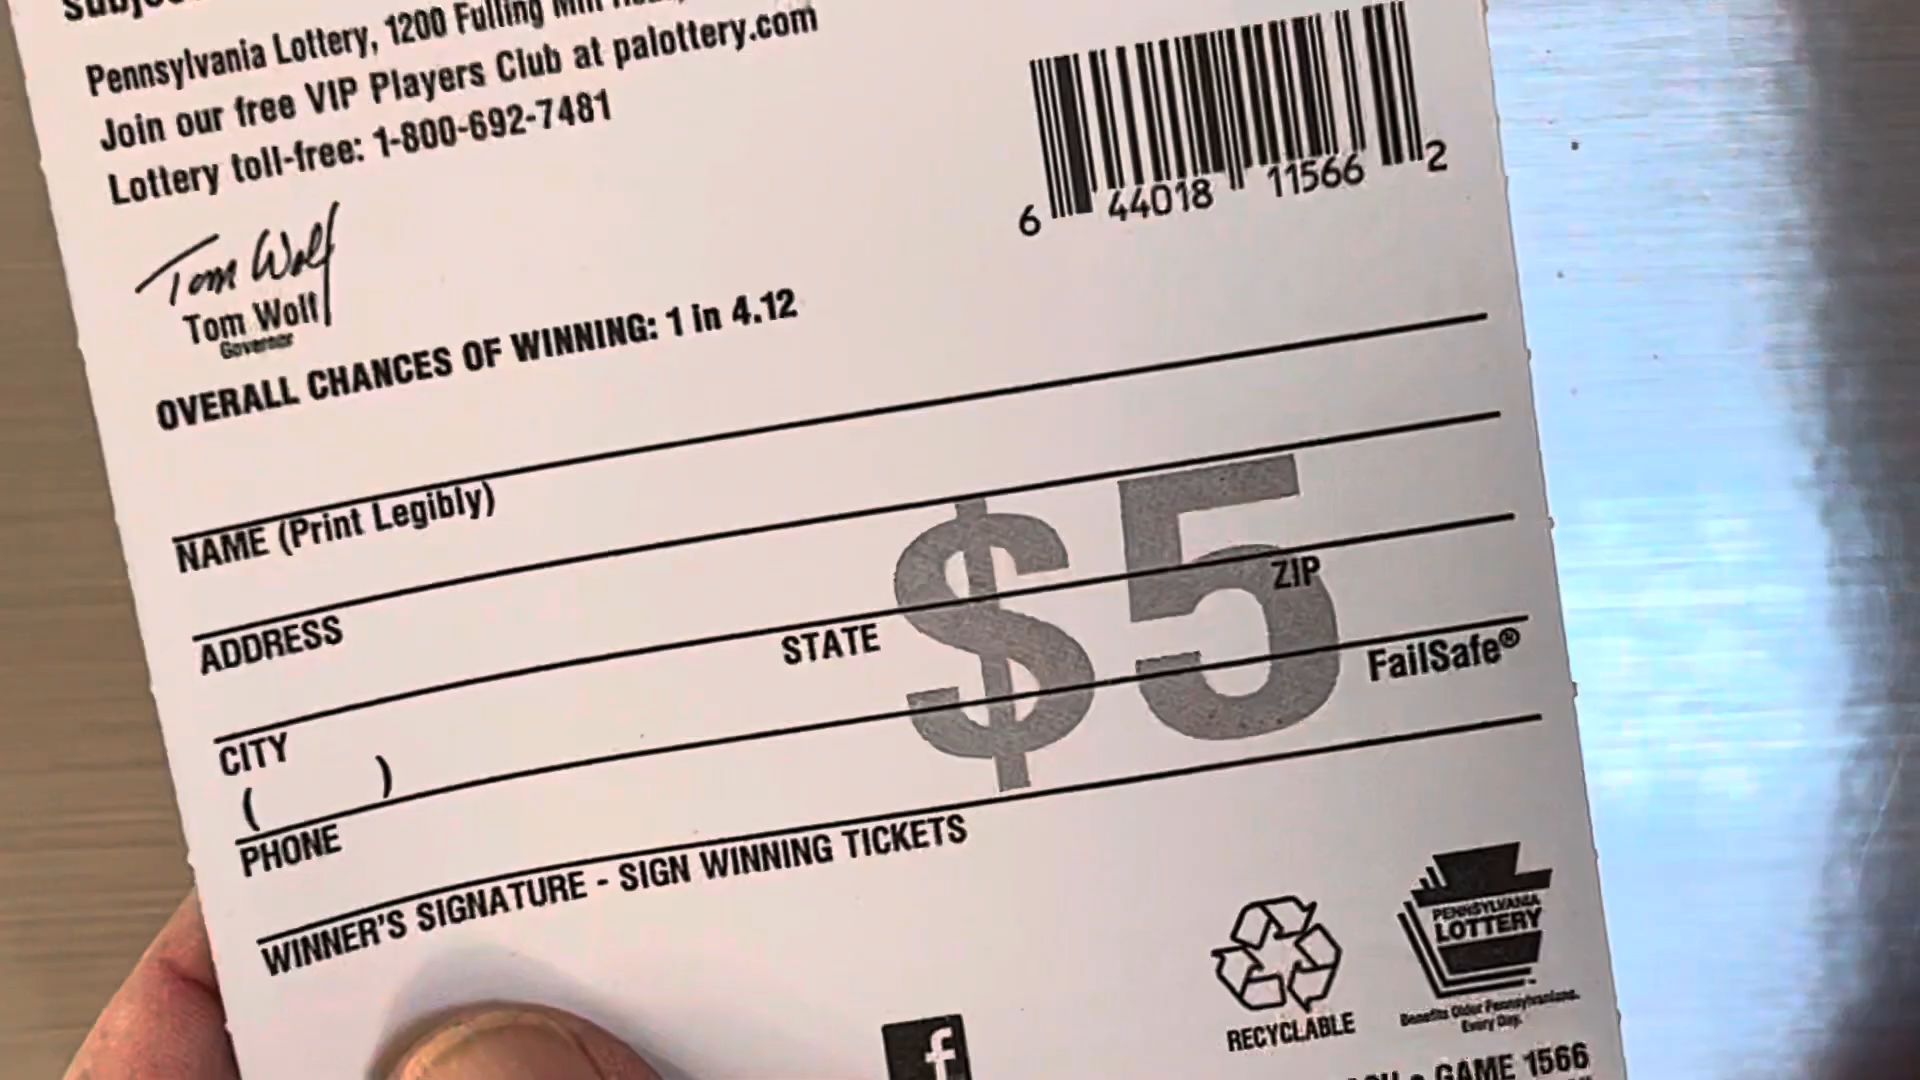 Pennsylvania Lottery, 1200 Fulling Mill
Join our free VIP Players Club at palottery.com
Lottery toll-free: 1-800-692-7481
6 44018 11566 2
Tom Wolf
Tom Wolf
Governor
OVERALL CHANCES OF WINNING: 1 in 4.12
NAME (Print Legibly)
$5
ADDRESS
CITY STATE ZIP
FailSafe®
( )
PHONE
WINNER'S SIGNATURE - SIGN WINNING TICKETS
PENNSYLVANIA
LOTTERY
Benefits Older Pennsylvanians.
Every Day.
RECYCLABLE
f
GAME 1566